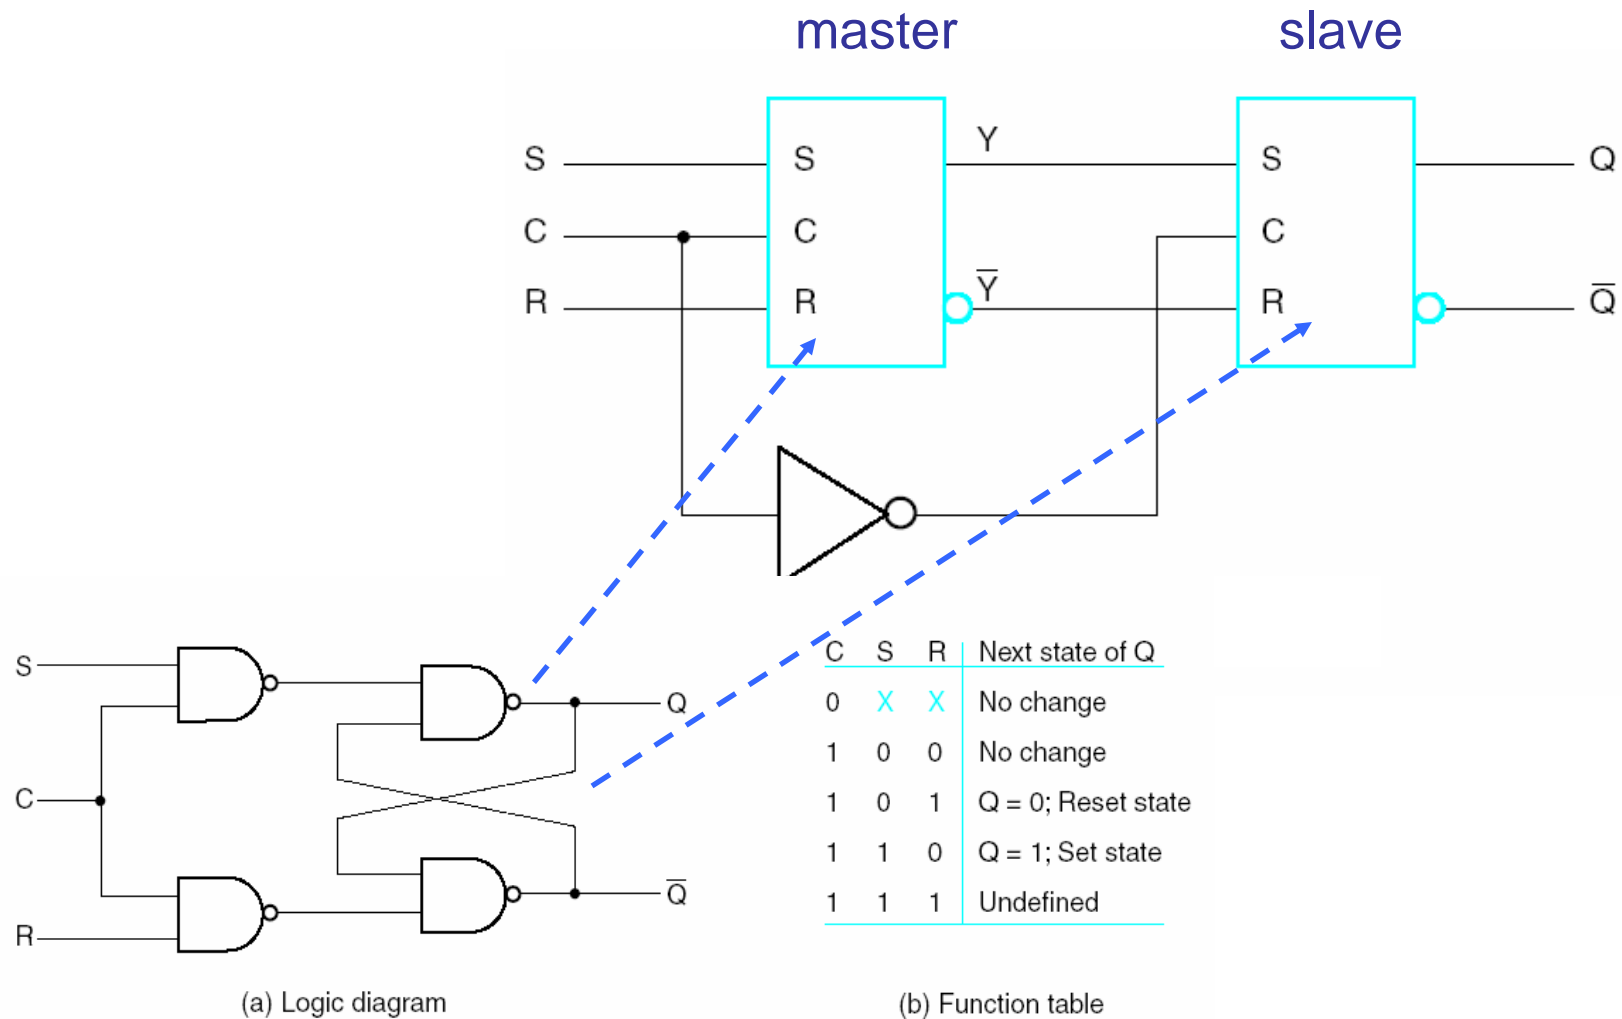 master slave
S S Y S Q
C C C
R R Y̅ R Q̅
S Q
C
R Q̅
(a) Logic diagram
C S R Next state of Q
0 X X No change
1 0 0 No change
1 0 1 Q = 0; Reset state
1 1 0 Q = 1; Set state
1 1 1 Undefined
(b) Function table